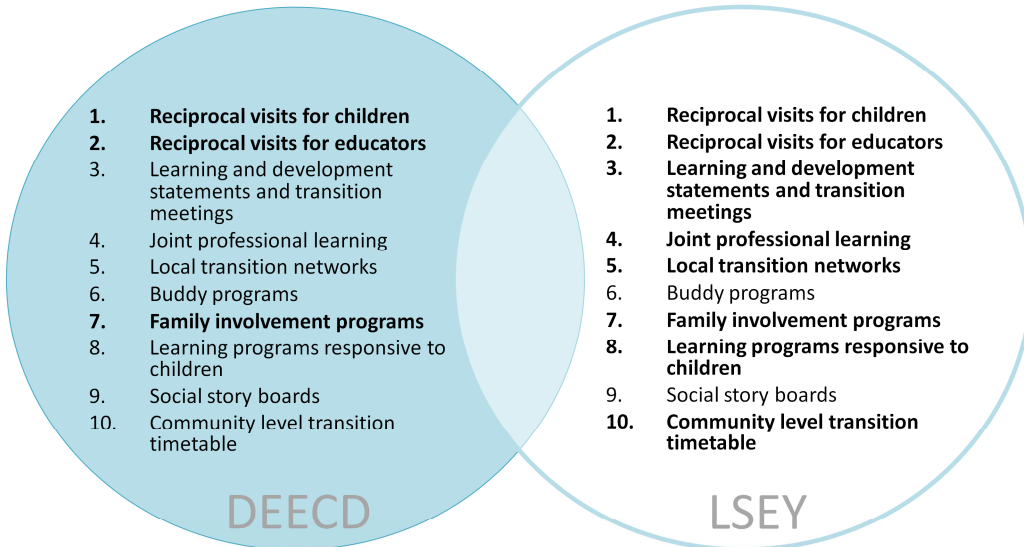 1. Reciprocal visits for children
2. Reciprocal visits for educators
3. Learning and development
statements and transition
meetings
4. Joint professional learning
5. Local transition networks
6. Buddy programs
7. Family involvement programs
8. Learning programs responsive to
children
9. Social story boards
10. Community level transition
timetable
DEECD
1. Reciprocal visits for children
2. Reciprocal visits for educators
3. Learning and development
statements and transition
meetings
4. Joint professional learning
5. Local transition networks
6. Buddy programs
7. Family involvement programs
8. Learning programs responsive to
children
9. Social story boards
10. Community level transition
timetable
LSEY